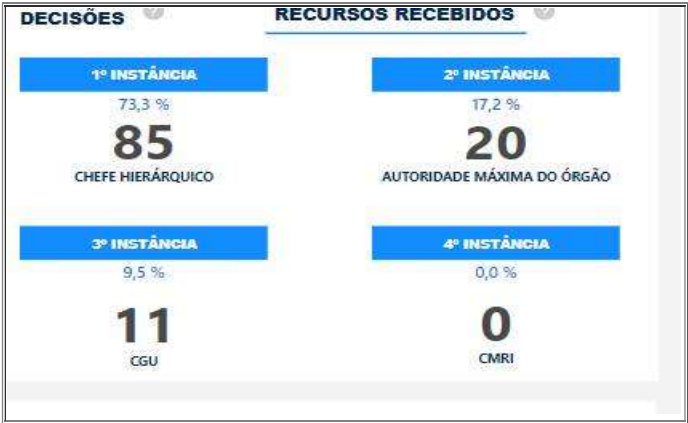 DECISÕES ? RECURSOS RECEBIDOS ?
1º INSTÂNCIA
73,3 %
85
CHEFE HIERÁRQUICO
2º INSTÂNCIA
17,2 %
20
AUTORIDADE MÁXIMA DO ÓRGÃO
3º INSTÂNCIA
9,5 %
11
CGU
4º INSTÂNCIA
0,0 %
0
CMRI